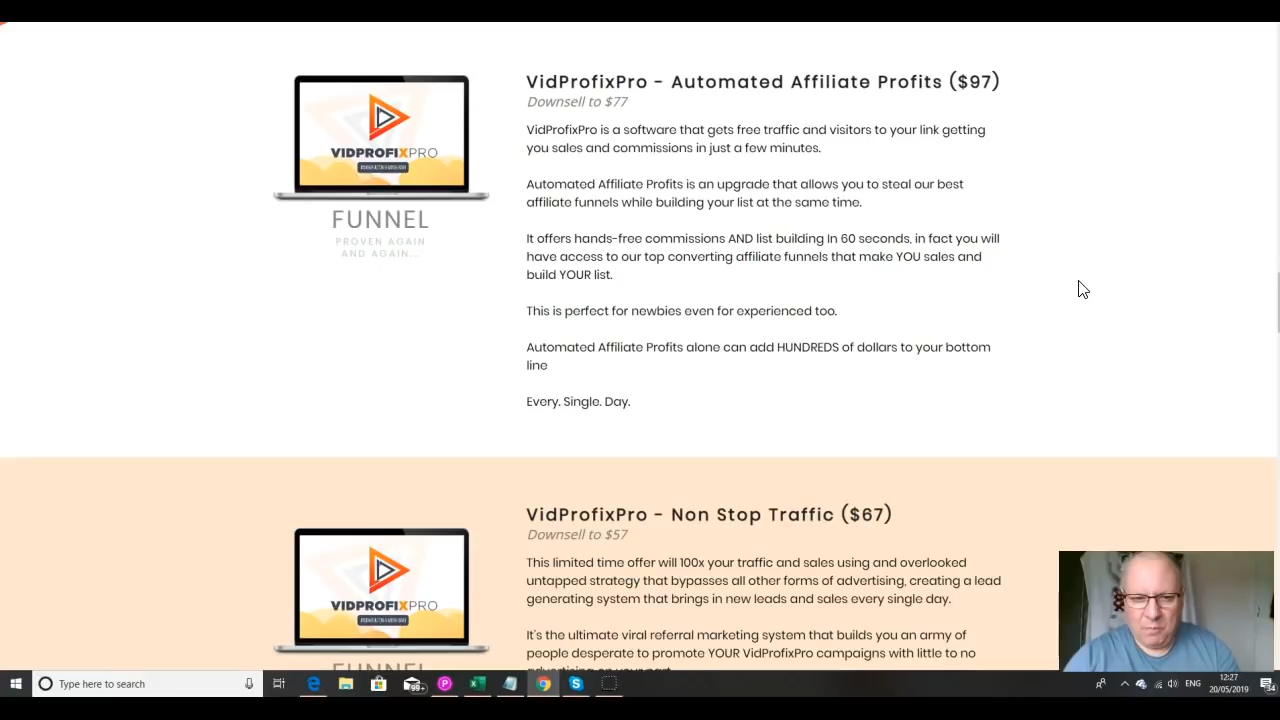 VidProfixPro - Automated Affiliate Profits ($97)
Downsell to $77
VidProfixPro is a software that gets free traffic and visitors to your link getting
you sales and commissions in just a few minutes.
Automated Affiliate Profits is an upgrade that allows you to steal our best
affiliate funnels while building your list at the same time.
It offers hands-free commissions AND list building In 60 seconds, in fact you will
have access to our top converting affiliate funnels that make YOU sales and
build YOUR list.
This is perfect for newbies even for experienced too.
Automated Affiliate Profits alone can add HUNDREDS of dollars to your bottom
line
Every. Single. Day.
VIDPROFIXPRO
FUNNEL
PROVEN AGAIN
AND AGAIN...
VidProfixPro - Non Stop Traffic ($67)
Downsell to $57
This limited time offer will 100x your traffic and sales using and overlooked
untapped strategy that bypasses all other forms of advertising, creating a lead
generating system that brings in new leads and sales every single day.
It's the ultimate viral referral marketing system that builds you an army of
people desperate to promote YOUR VidProfixPro campaigns with little to no
advertising on your part
VIDPROFIXPRO
FUNNEL
Type here to search
99+
ENG
12:27
20/05/2019
34